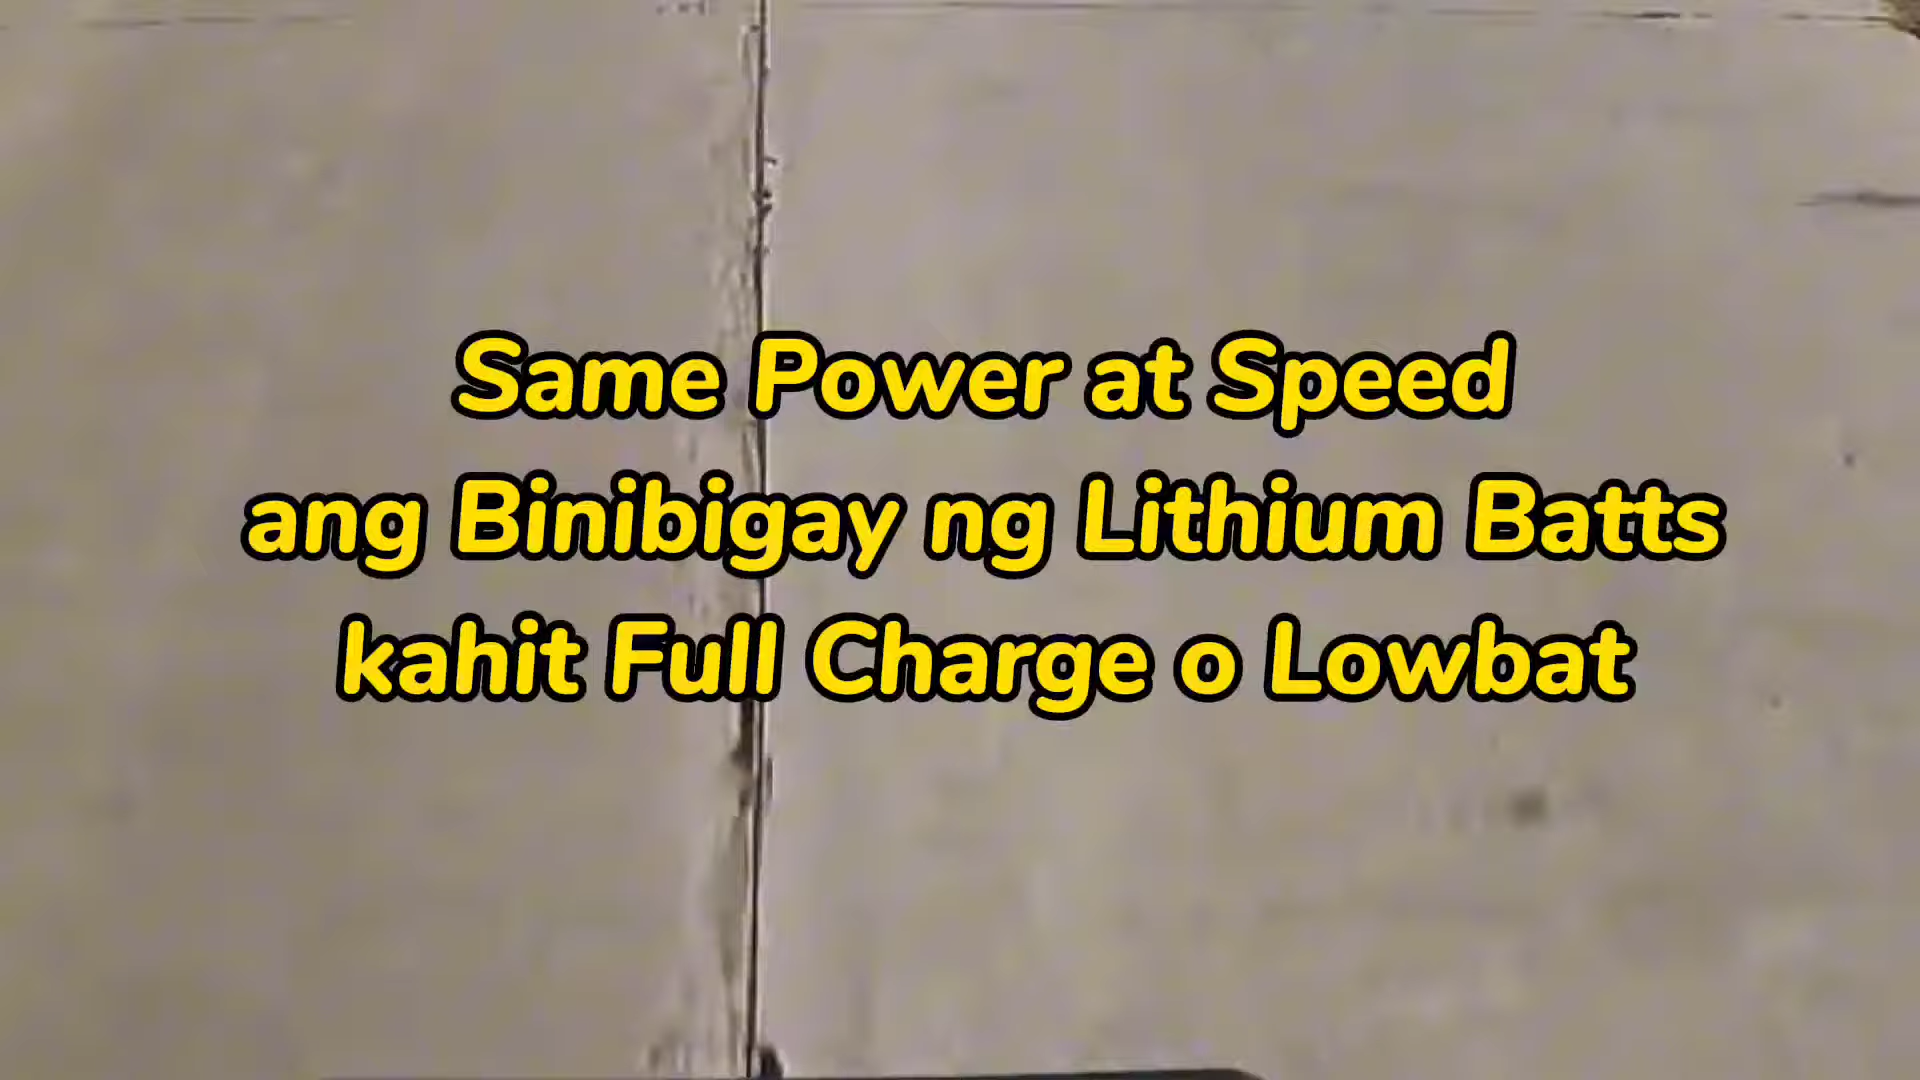 Same Power at Speed
ang Binibigay ng Lithium Batts
kahit Full Charge o Lowbat